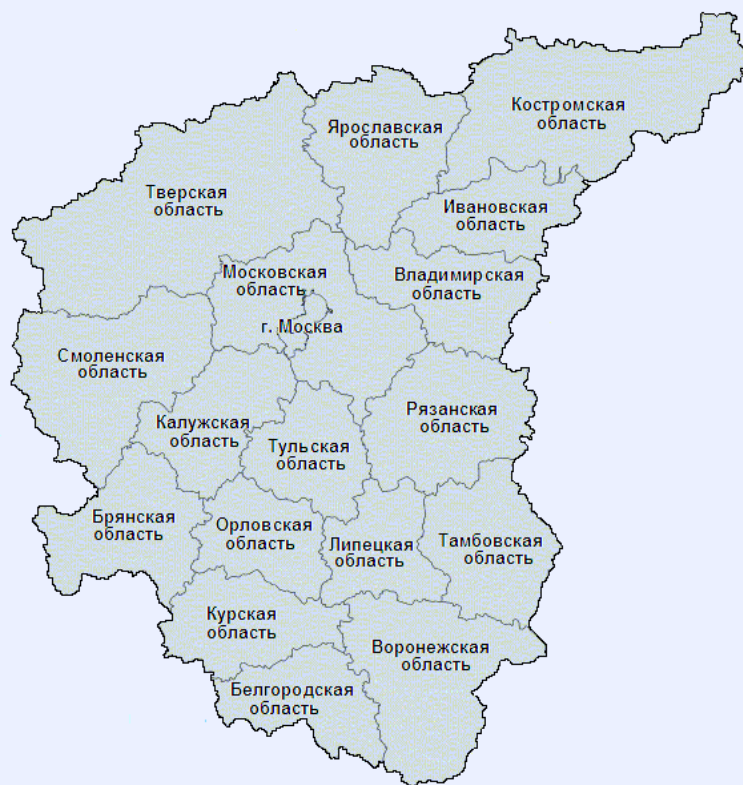 Костромская
область
Ярославская
область
Тверская
область
Ивановская
область
Московская
область
Владимирская
область
г. Москва
Смоленская
область
Рязанская
область
Калужская
область
Тульская
область
Брянская
область
Орловская
область
Липецкая
область
Тамбовская
область
Курская
область
Воронежская
область
Белгородская
область